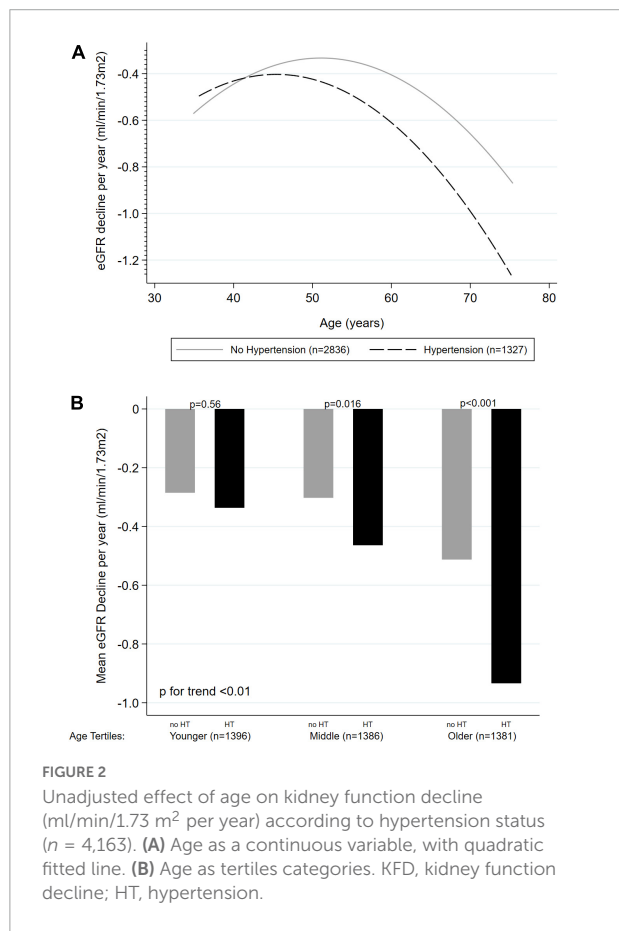 A
eGFR decline per year (ml/min/1.73m2)
-0.4
-0.6
-0.8
-1.0
-1.2
30 40 50 60 70 80
Age (years)
No Hypertension (n=2836) Hypertension (n=1327)
B
Mean eGFR Decline per year (ml/min/1.73m2)
p=0.56 p=0.016 p<0.001
0
-0.2
-0.4
-0.6
-0.8
-1.0
p for trend <0.01
no HT HT no HT HT no HT HT
Age Tertiles: Younger (n=1396) Middle (n=1386) Older (n=1381)
FIGURE 2
Unadjusted effect of age on kidney function decline
(ml/min/1.73 m² per year) according to hypertension status
(n = 4,163). (A) Age as a continuous variable, with quadratic
fitted line. (B) Age as tertiles categories. KFD, kidney function
decline; HT, hypertension.